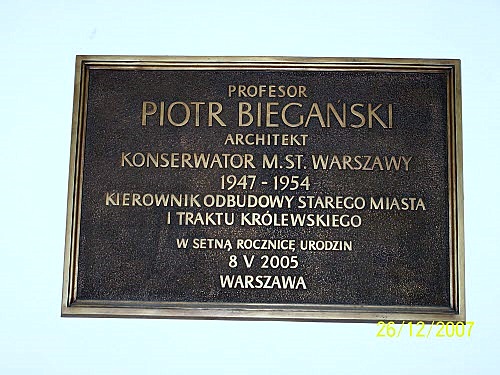 PROFESOR
PIOTR BIEGAŃSKI
ARCHITEKT
KONSERWATOR M.ST. WARSZAWY
1947 - 1954
KIEROWNIK ODBUDOWY STAREGO MIASTA
I TRAKTU KRÓLEWSKIEGO
W SETNĄ ROCZNICĘ URODZIN
8 V 2005
WARSZAWA
26/12/2007